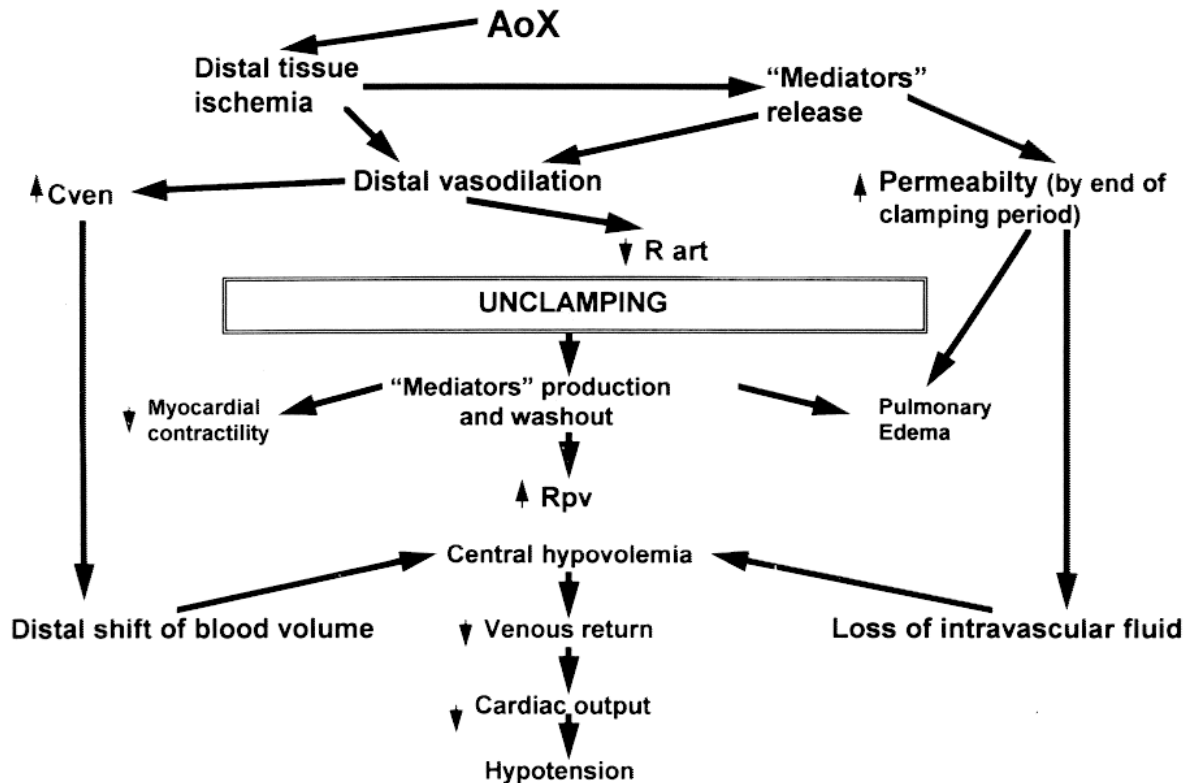 AoX
Distal tissue
ischemia
“Mediators”
release
Cven
Distal vasodilation
Permeabilty (by end of
clamping period)
R art
UNCLAMPING
“Mediators” production
and washout
Myocardial
contractility
Pulmonary
Edema
Rpv
Central hypovolemia
Distal shift of blood volume
Venous return
Loss of intravascular fluid
Cardiac output
Hypotension